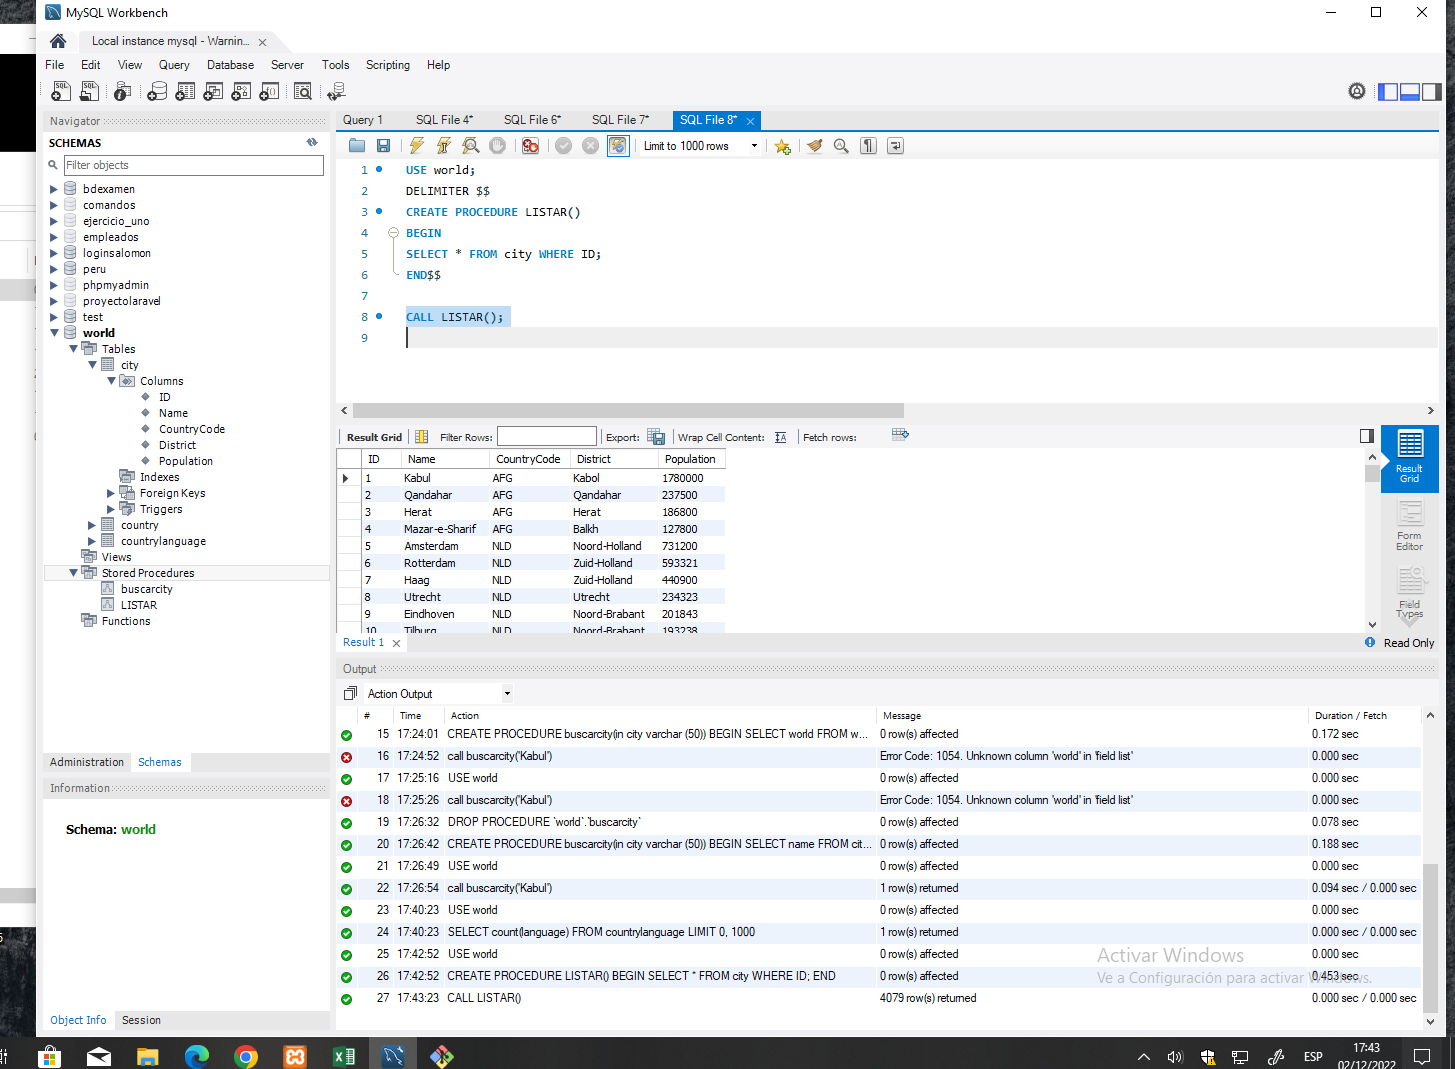 MySQL Workbench
Local instance mysql - Warnin...
File Edit View Query Database Server Tools Scripting Help
Navigator
SCHEMAS
Filter objects
bdexamen
comandos
ejercicio_uno
empleados
loginsalomon
peru
phpmyadmin
proyectolaravel
test
world
Tables
city
Columns
ID
Name
CountryCode
District
Population
Indexes
Foreign Keys
Triggers
country
countrylanguage
Views
Stored Procedures
buscarcity
LISTAR
Functions
Administration Schemas
Information
Schema: world
Object Info Session
Query 1 SQL File 4* SQL File 6* SQL File 7* SQL File 8*
Limit to 1000 rows
1 USE world;
2 DELIMITER $$
3 CREATE PROCEDURE LISTAR()
4 BEGIN
5 SELECT * FROM city WHERE ID;
6 END$$
7
8 CALL LISTAR();
9
Result Grid Filter Rows: Export: Wrap Cell Content: Fetch rows:
ID Name CountryCode District Population
1 Kabul AFG Kabol 1780000
2 Qandahar AFG Qandahar 237500
3 Herat AFG Herat 186800
4 Mazar-e-Sharif AFG Balkh 127800
5 Amsterdam NLD Noord-Holland 731200
6 Rotterdam NLD Zuid-Holland 593321
7 Haag NLD Zuid-Holland 440900
8 Utrecht NLD Utrecht 234323
9 Eindhoven NLD Noord-Brabant 201843
10 Tilburg NLD Noord-Brabant 193238
Result Grid
Form Editor
Field Types
Result 1
Read Only
Output
Action Output
# Time Action Message Duration / Fetch
15 17:24:01 CREATE PROCEDURE buscarcity(in city varchar (50)) BEGIN SELECT world FROM w... 0 row(s) affected 0.172 sec
16 17:24:52 call buscarcity('Kabul') Error Code: 1054. Unknown column 'world' in 'field list' 0.000 sec
17 17:25:16 USE world 0 row(s) affected 0.000 sec
18 17:25:26 call buscarcity('Kabul') Error Code: 1054. Unknown column 'world' in 'field list' 0.000 sec
19 17:26:32 DROP PROCEDURE `world`.`buscarcity` 0 row(s) affected 0.078 sec
20 17:26:42 CREATE PROCEDURE buscarcity(in city varchar (50)) BEGIN SELECT name FROM cit... 0 row(s) affected 0.188 sec
21 17:26:49 USE world 0 row(s) affected 0.000 sec
22 17:26:54 call buscarcity('Kabul') 1 row(s) returned 0.094 sec / 0.000 sec
23 17:40:23 USE world 0 row(s) affected 0.000 sec
24 17:40:23 SELECT count(language) FROM countrylanguage LIMIT 0, 1000 1 row(s) returned 0.000 sec / 0.000 sec
25 17:42:52 USE world 0 row(s) affected 0.000 sec
26 17:42:52 CREATE PROCEDURE LISTAR() BEGIN SELECT * FROM city WHERE ID; END 0 row(s) affected 0.453 sec
27 17:43:23 CALL LISTAR() 4079 row(s) returned 0.000 sec / 0.000 sec
Activar Windows
Ve a Configuración para activar Windows.
ESP
17:43
02/12/2022